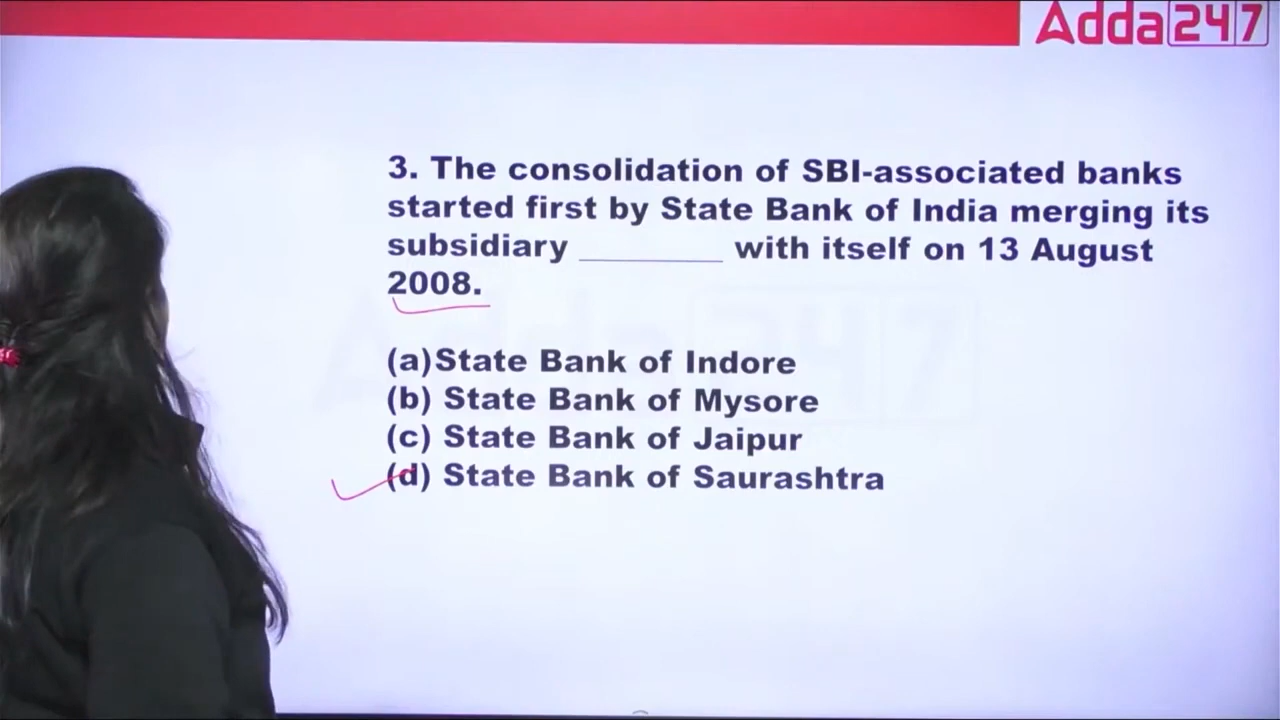 Adda247
3. The consolidation of SBI-associated banks
started first by State Bank of India merging its
subsidiary ________ with itself on 13 August
2008.
(a)State Bank of Indore
(b) State Bank of Mysore
(c) State Bank of Jaipur
(d) State Bank of Saurashtra
Adda247